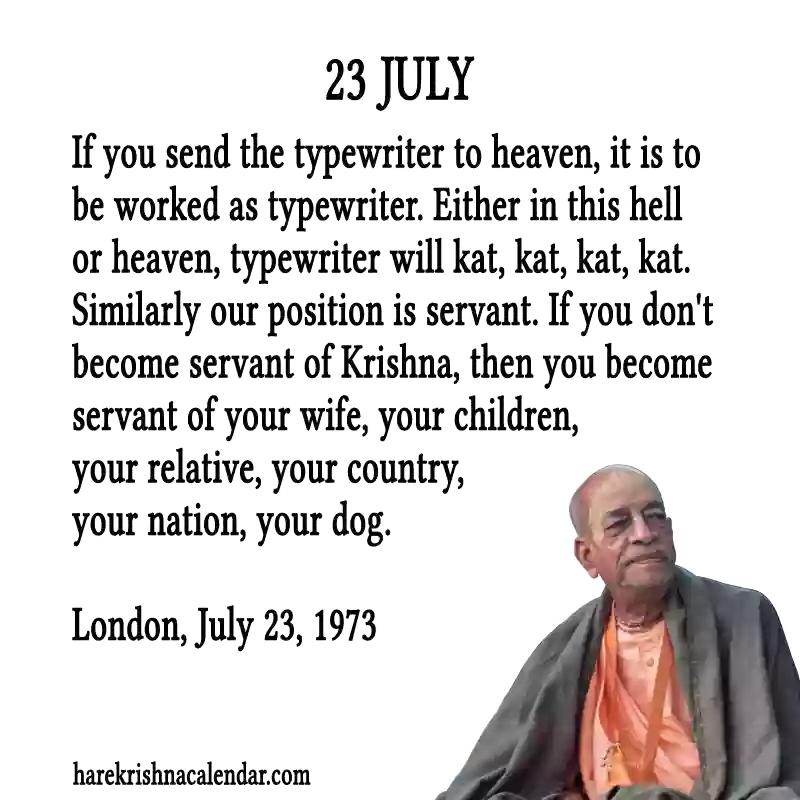 23 JULY
If you send the typewriter to heaven, it is to
be worked as typewriter. Either in this hell
or heaven, typewriter will kat, kat, kat, kat.
Similarly our position is servant. If you don't
become servant of Krishna, then you become
servant of your wife, your children,
your relative, your country,
your nation, your dog.
London, July 23, 1973
harekrishnacalendar.com